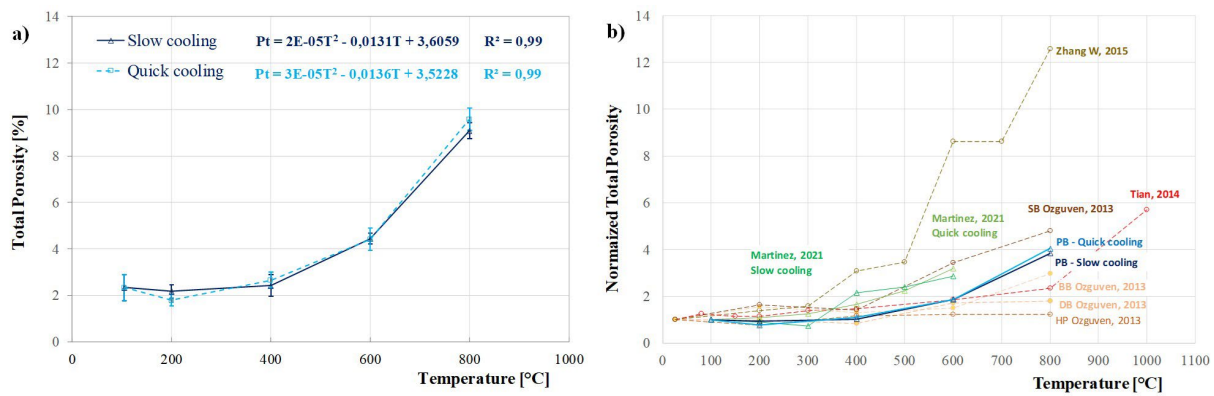 a)
Slow cooling Pt = 2E-05T² - 0,0131T + 3,6059 R² = 0,99
Quick cooling Pt = 3E-05T² - 0,0136T + 3,5228 R² = 0,99
Total Porosity [%]
14
12
10
8
6
4
2
0
0 200 400 600 800 1000
Temperature [°C]
b)
Normaized Total Porosity
14
12
10
8
6
4
2
0
Zhang W, 2015
Tian, 2014
SB Ozguven, 2013
Martinez, 2021
Quick cooling
PB - Quick cooling
Martinez, 2021
Slow cooling
PB - Slow cooling
BB Ozguven, 2013
DB Ozguven, 2013
HP Ozguven, 2013
0 100 200 300 400 500 600 700 800 900 1000 1100
Temperature [°C]